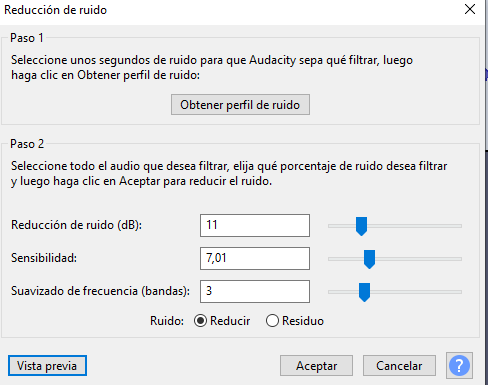 Reducción de ruido
Paso 1
Seleccione unos segundos de ruido para que Audacity sepa qué filtrar, luego
haga clic en Obtener perfil de ruido:
Obtener perfil de ruido
Paso 2
Seleccione todo el audio que desea filtrar, elija qué porcentaje de ruido desea filtrar
y luego haga clic en Aceptar para reducir el ruido.
Reducción de ruido (dB): 11
Sensibilidad: 7,01
Suavizado de frecuencia (bandas): 3
Ruido: Reducir Residuo
Vista previa Aceptar Cancelar ?